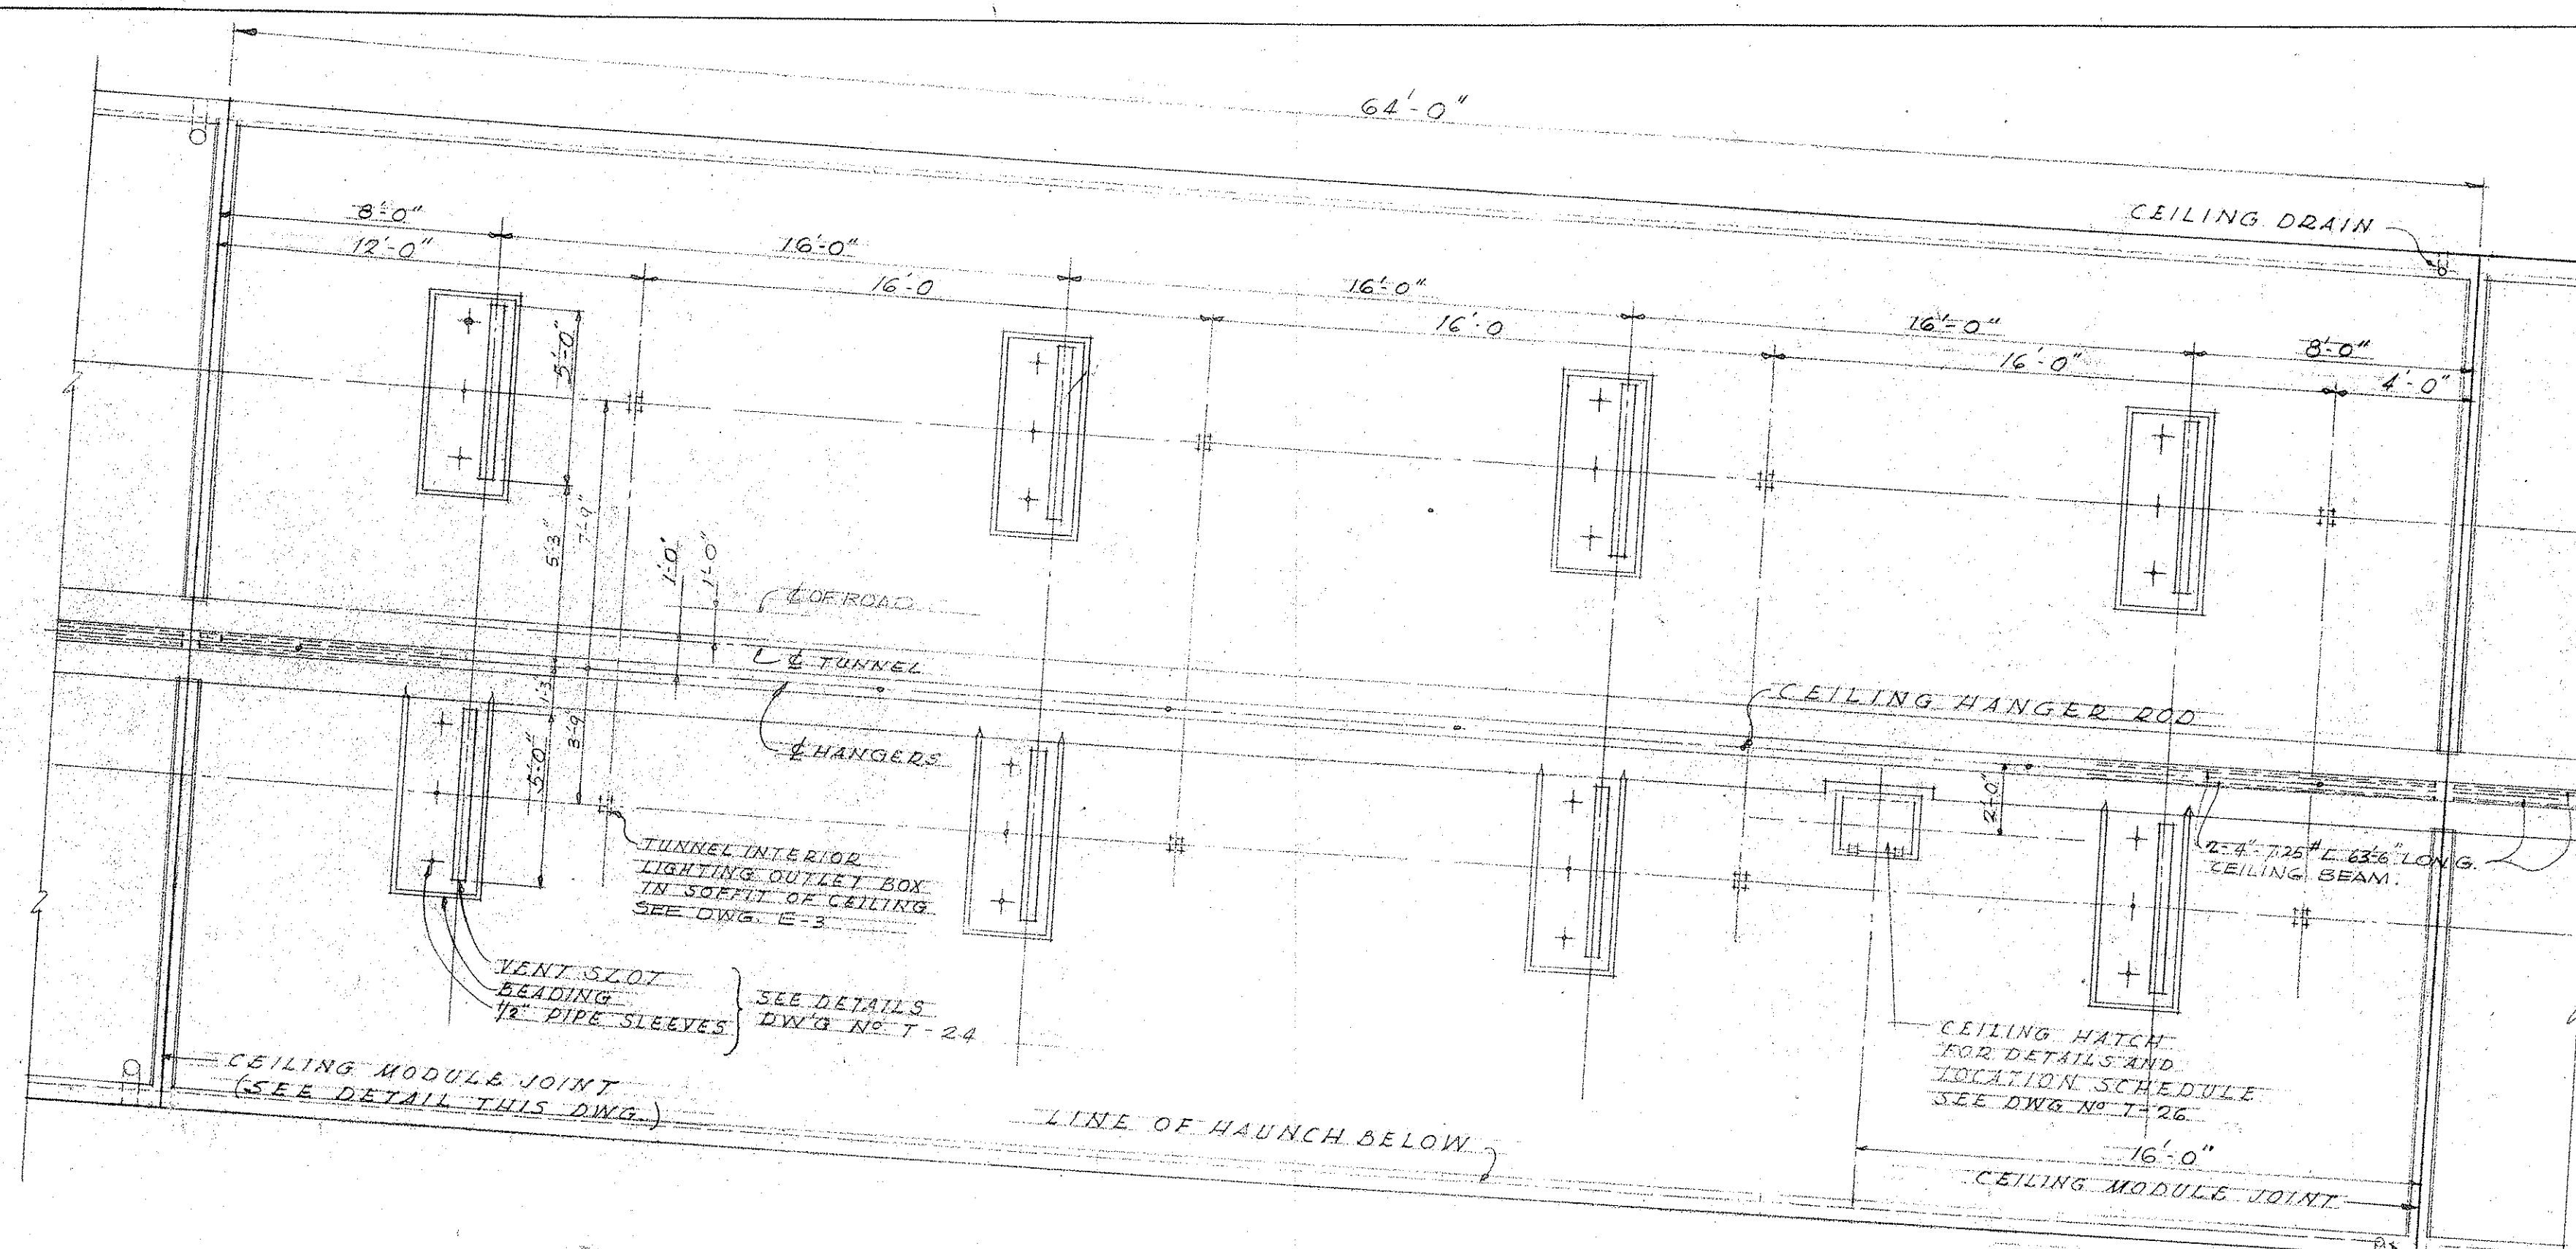 64'-0"
CEILING DRAIN
8'-0"
16'-0"
16'-0"
16'-0"
8'-0"
12'-0"
16'-0
16'-0
16'-0"
4'-0"
5'-0"
5'-3"
7'-9"
1'-0"
1'-0"
℄ OF ROAD
℄ TUNNEL
℄ HANGERS
CEILING HANGER ROD
1'-3"
3'-9"
5'-0"
2'-0"
TUNNEL INTERIOR
LIGHTING OUTLET BOX
IN SOFFIT OF CEILING
SEE DWG. E-3
2-4"-7.25# C 63'-6" LONG.
CEILING BEAM.
VENT SLOT
BEADING
1/2" PIPE SLEEVES
SEE DETAILS
DW'G Nº T-24
CEILING HATCH
FOR DETAILS AND
LOCATION SCHEDULE
SEE DWG Nº T-26
CEILING MODULE JOINT
(SEE DETAIL THIS DWG.)
LINE OF HAUNCH BELOW
16'-0"
CEILING MODULE JOINT